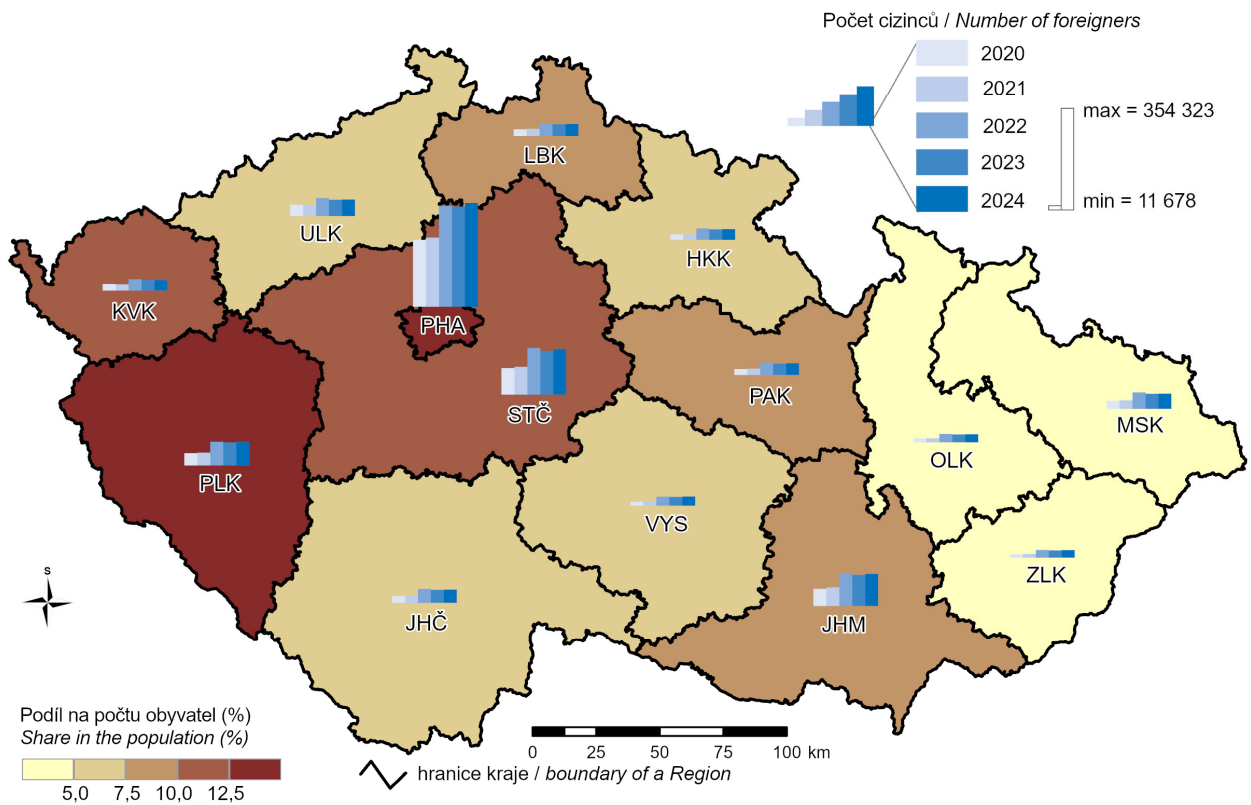 Počet cizinců / Number of foreigners
2020
2021
2022
2023
2024
max = 354 323
min = 11 678
LBK
ULK
HKK
KVK
PHA
STČ
PAK
MSK
OLK
PLK
VYS
ZLK
JHČ
JHM
S
Podíl na počtu obyvatel (%)
Share in the population (%)
5,0 7,5 10,0 12,5
0 25 50 75 100 km
hranice kraje / boundary of a Region